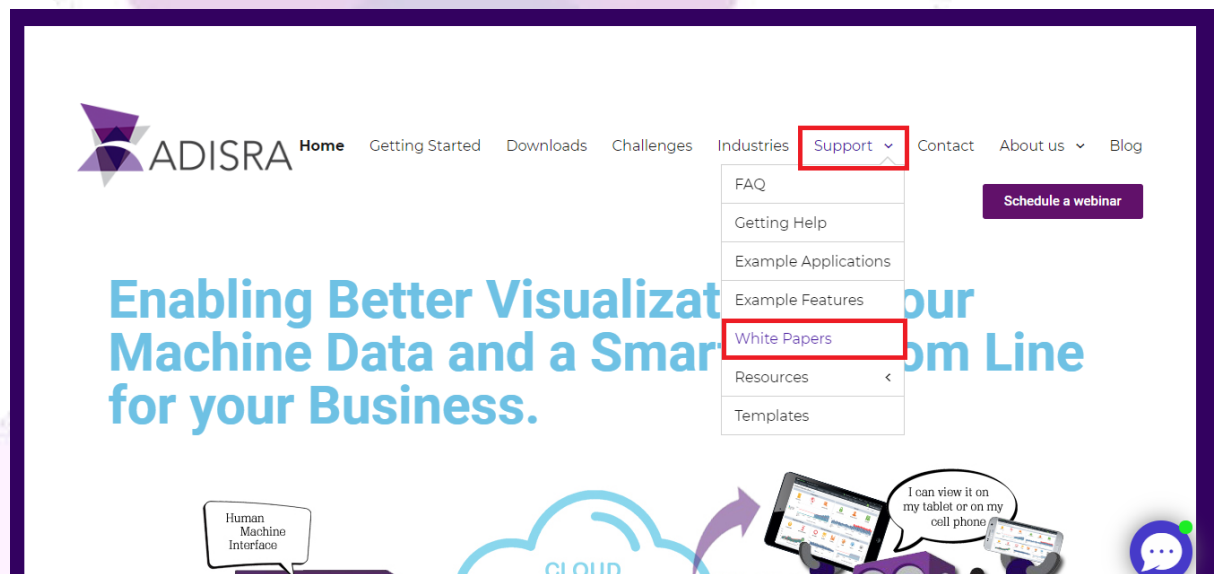 ADISRA
Home Getting Started Downloads Challenges Industries Support Contact About us Blog
Schedule a webinar
FAQ
Getting Help
Example Applications
Example Features
White Papers
Resources
Templates
Enabling Better Visualizat our
Machine Data and a Smar om Line
for your Business.
Human
Machine
Interface
CLOUD
I can view it on
my tablet or on my
cell phone